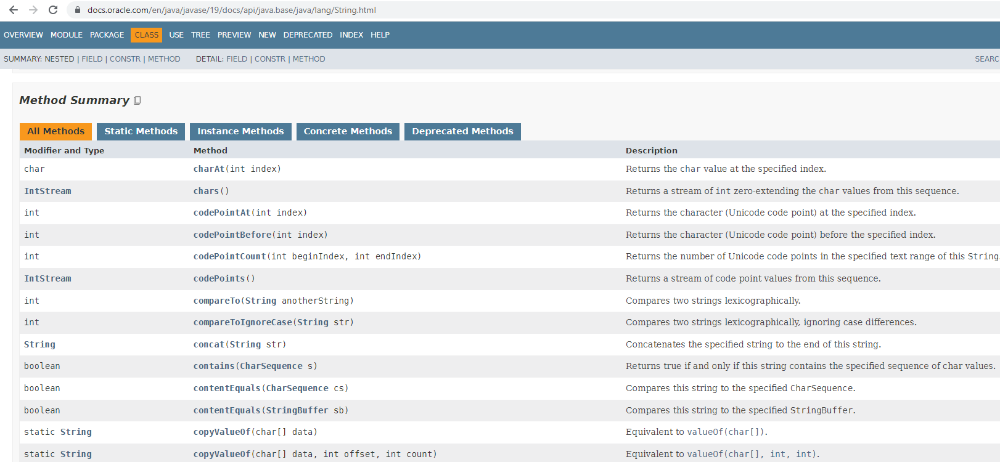 docs.oracle.com/en/java/javase/19/docs/api/java.base/java/lang/String.html
OVERVIEW MODULE PACKAGE CLASS USE TREE PREVIEW NEW DEPRECATED INDEX HELP
SUMMARY: NESTED | FIELD | CONSTR | METHOD DETAIL: FIELD | CONSTR | METHOD SEARC
Method Summary
All Methods Static Methods Instance Methods Concrete Methods Deprecated Methods
Modifier and Type Method Description
char charAt(int index) Returns the char value at the specified index.
IntStream chars() Returns a stream of int zero-extending the char values from this sequence.
int codePointAt(int index) Returns the character (Unicode code point) at the specified index.
int codePointBefore(int index) Returns the character (Unicode code point) before the specified index.
int codePointCount(int beginIndex, int endIndex) Returns the number of Unicode code points in the specified text range of this String
IntStream codePoints() Returns a stream of code point values from this sequence.
int compareTo(String anotherString) Compares two strings lexicographically.
int compareToIgnoreCase(String str) Compares two strings lexicographically, ignoring case differences.
String concat(String str) Concatenates the specified string to the end of this string.
boolean contains(CharSequence s) Returns true if and only if this string contains the specified sequence of char values.
boolean contentEquals(CharSequence cs) Compares this string to the specified CharSequence.
boolean contentEquals(StringBuffer sb) Compares this string to the specified StringBuffer.
static String copyValueOf(char[] data) Equivalent to valueOf(char[]).
static String copyValueOf(char[] data, int offset, int count) Equivalent to valueOf(char[], int, int).